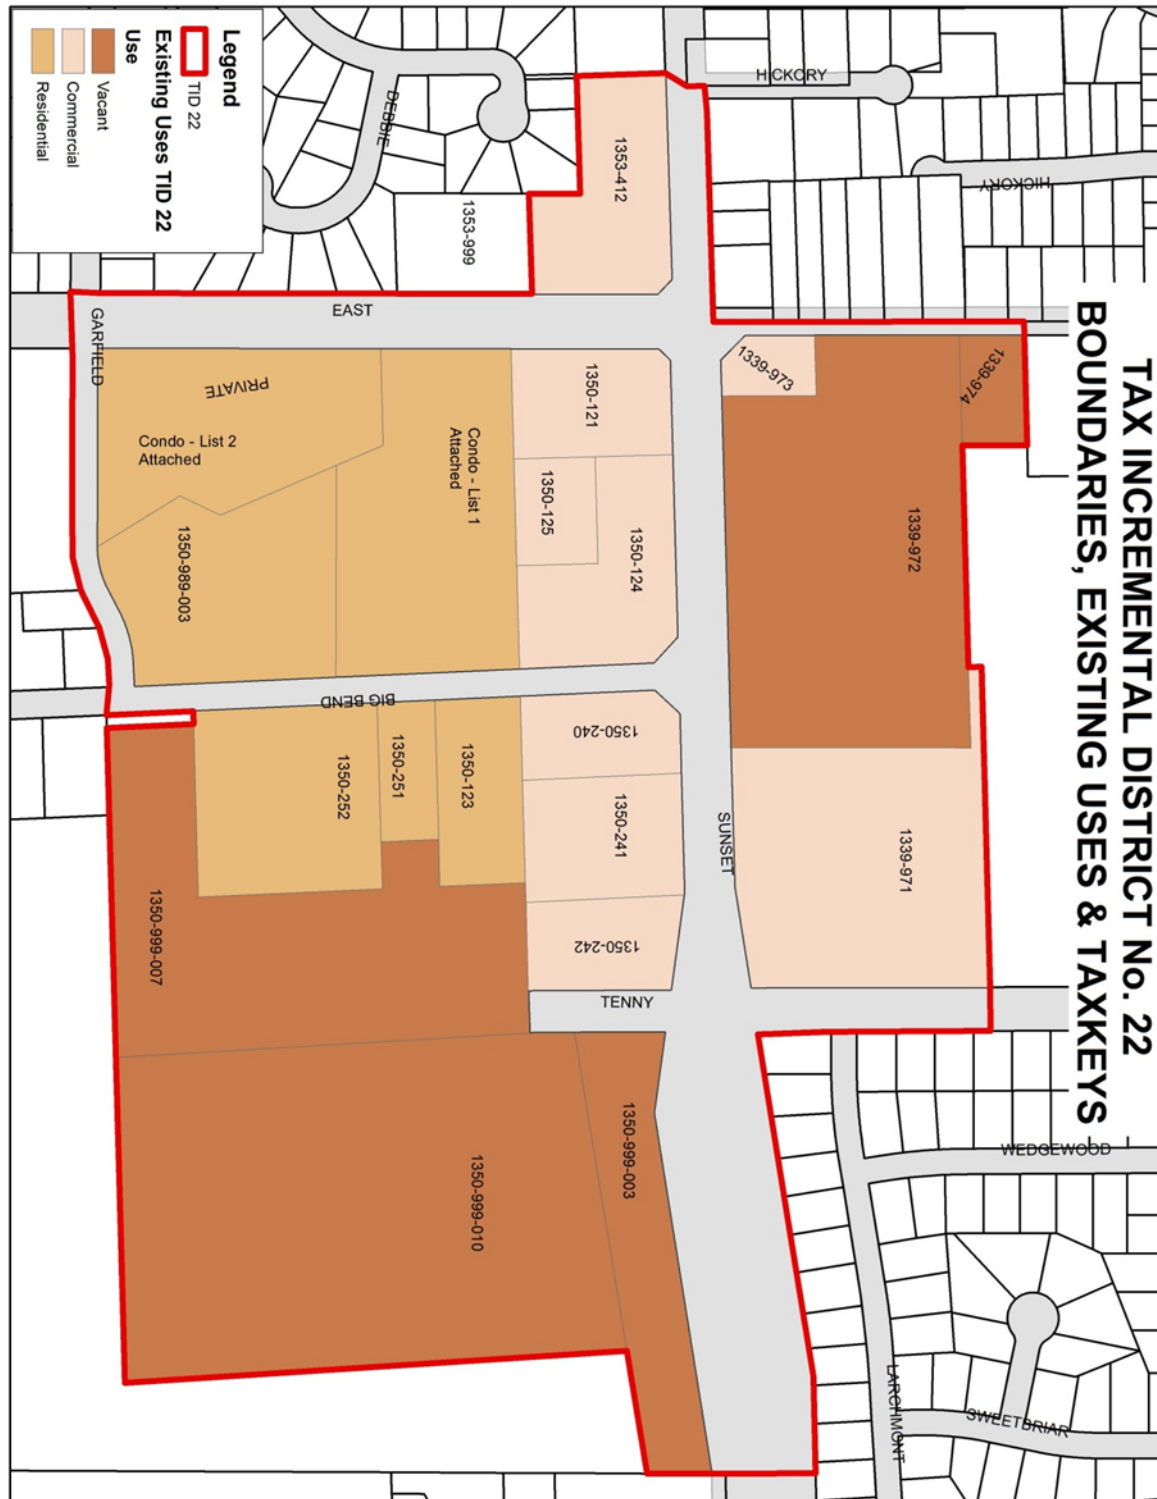 TAX INCREMENTAL DISTRICT No. 22
BOUNDARIES, EXISTING USES & TAXKEYS
HICKORY
HICKORY
WEDGEWOOD
SWEETBRIAR
LARCHMONT
1339-974
1339-973
1339-972
1339-971
SUNSET
1353-412
1353-999
DEBBIE
EAST
1350-121
1350-125
1350-124
1350-240
1350-241
1350-242
TENNY
1350-999-003
Condo - List 1
Attached
PRIVATE
Condo - List 2
Attached
1350-989-003
GARFIELD
BIG BEND
1350-123
1350-251
1350-252
1350-999-007
1350-999-010
Legend
TID 22
Existing Uses TID 22
Use
Vacant
Commercial
Residential